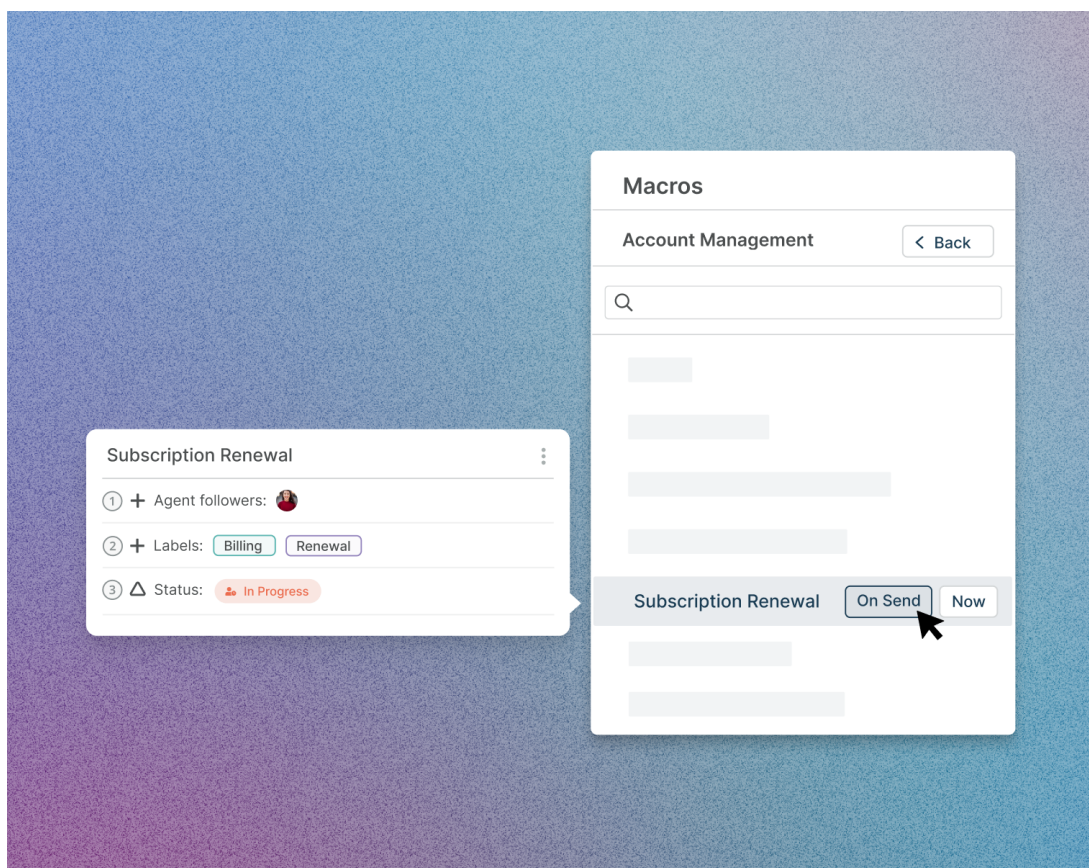 Macros
Account Management
Back
Subscription Renewal
1 Agent followers:
2 Labels: Billing Renewal
3 Status: In Progress
Subscription Renewal On Send Now